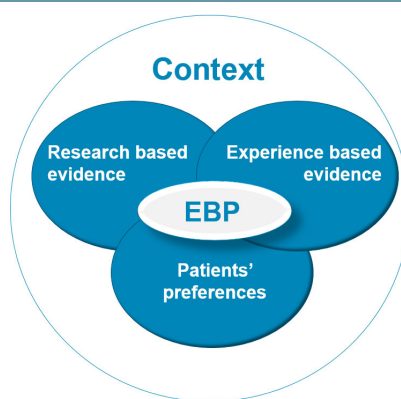 Context
Research based
evidence
Experience based
evidence
EBP
Patients'
preferences